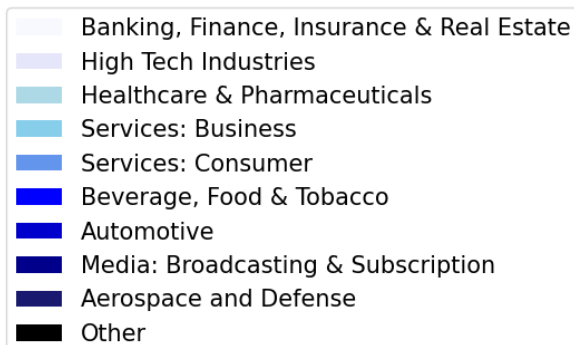 Banking, Finance, Insurance & Real Estate
High Tech Industries
Healthcare & Pharmaceuticals
Services: Business
Services: Consumer
Beverage, Food & Tobacco
Automotive
Media: Broadcasting & Subscription
Aerospace and Defense
Other